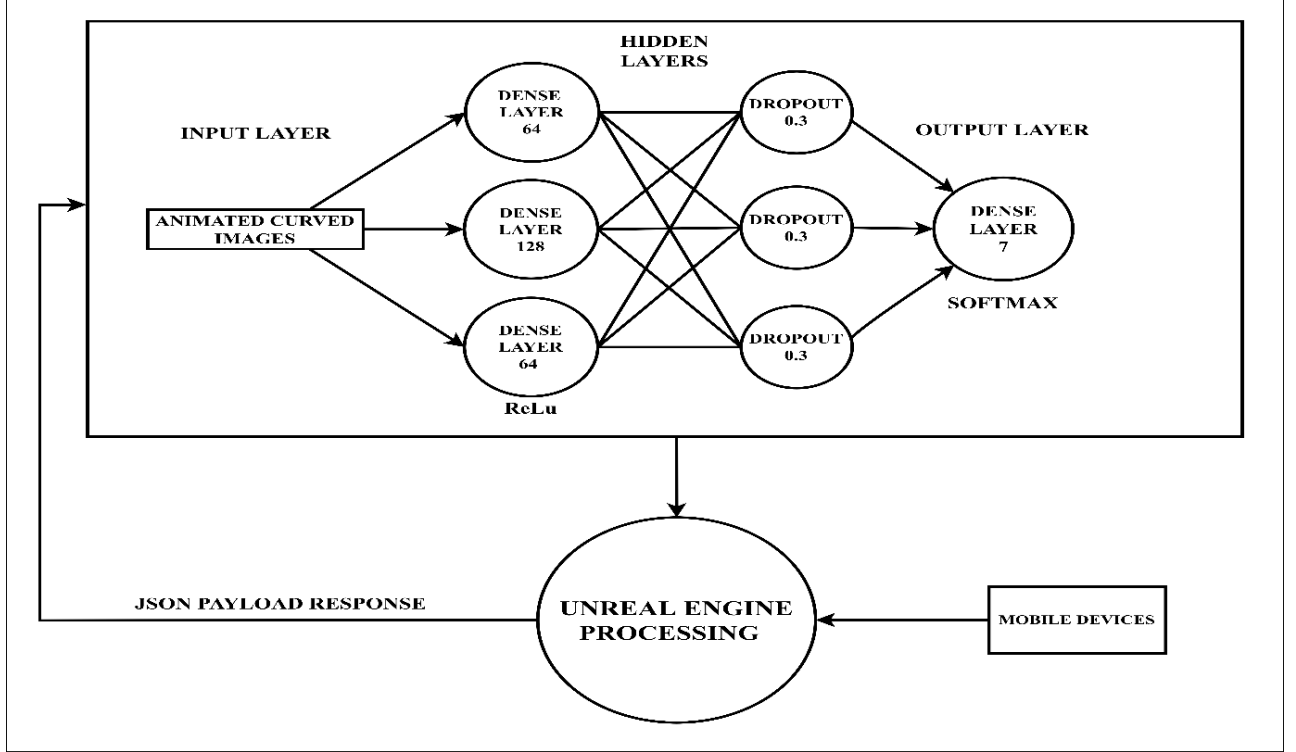 HIDDEN
LAYERS
INPUT LAYER
DENSE
LAYER
64
DROPOUT
0.3
OUTPUT LAYER
ANIMATED CURVED
IMAGES
DENSE
LAYER
128
DROPOUT
0.3
DENSE
LAYER
7
SOFTMAX
DENSE
LAYER
64
DROPOUT
0.3
ReLu
JSON PAYLOAD RESPONSE
UNREAL ENGINE
PROCESSING
MOBILE DEVICES